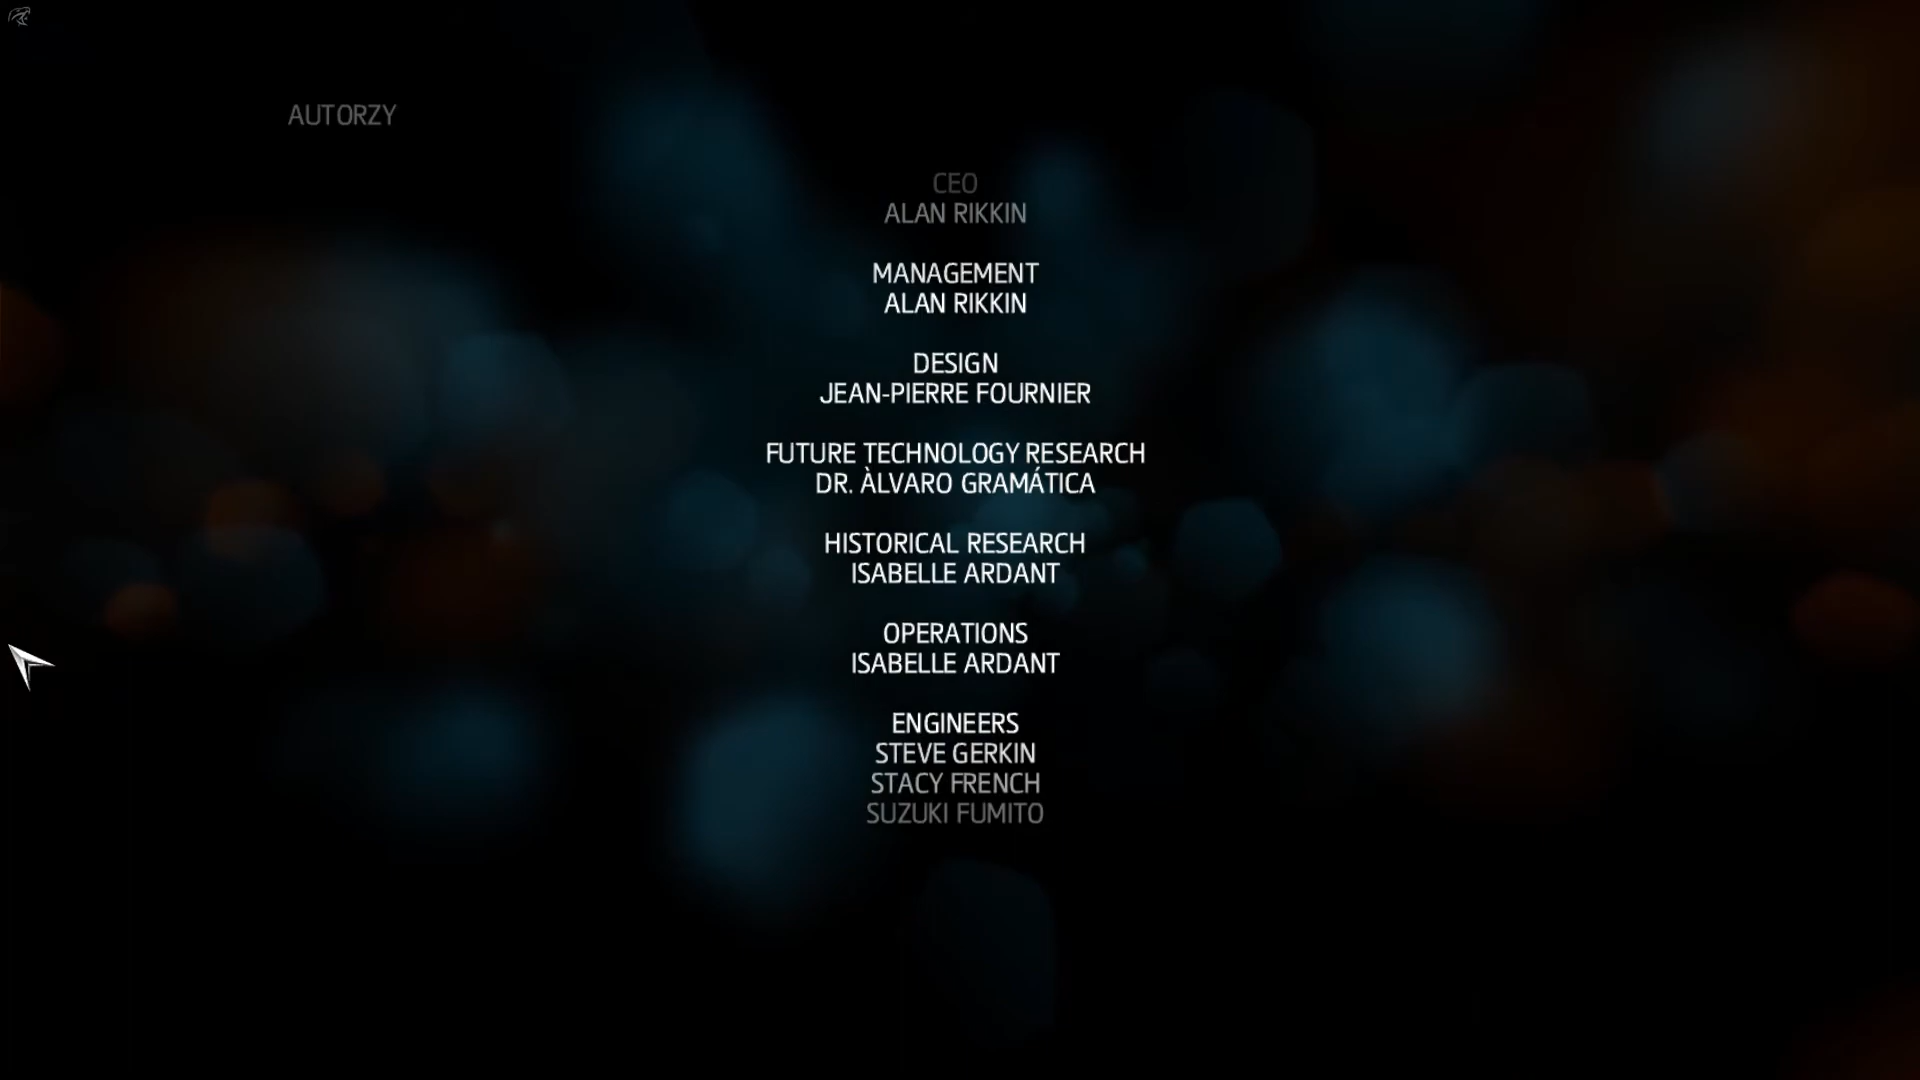 AUTORZY
CEO
ALAN RIKKIN
MANAGEMENT
ALAN RIKKIN
DESIGN
JEAN-PIERRE FOURNIER
FUTURE TECHNOLOGY RESEARCH
DR. ÀLVARO GRAMÁTICA
HISTORICAL RESEARCH
ISABELLE ARDANT
OPERATIONS
ISABELLE ARDANT
ENGINEERS
STEVE GERKIN
STACY FRENCH
SUZUKI FUMITO